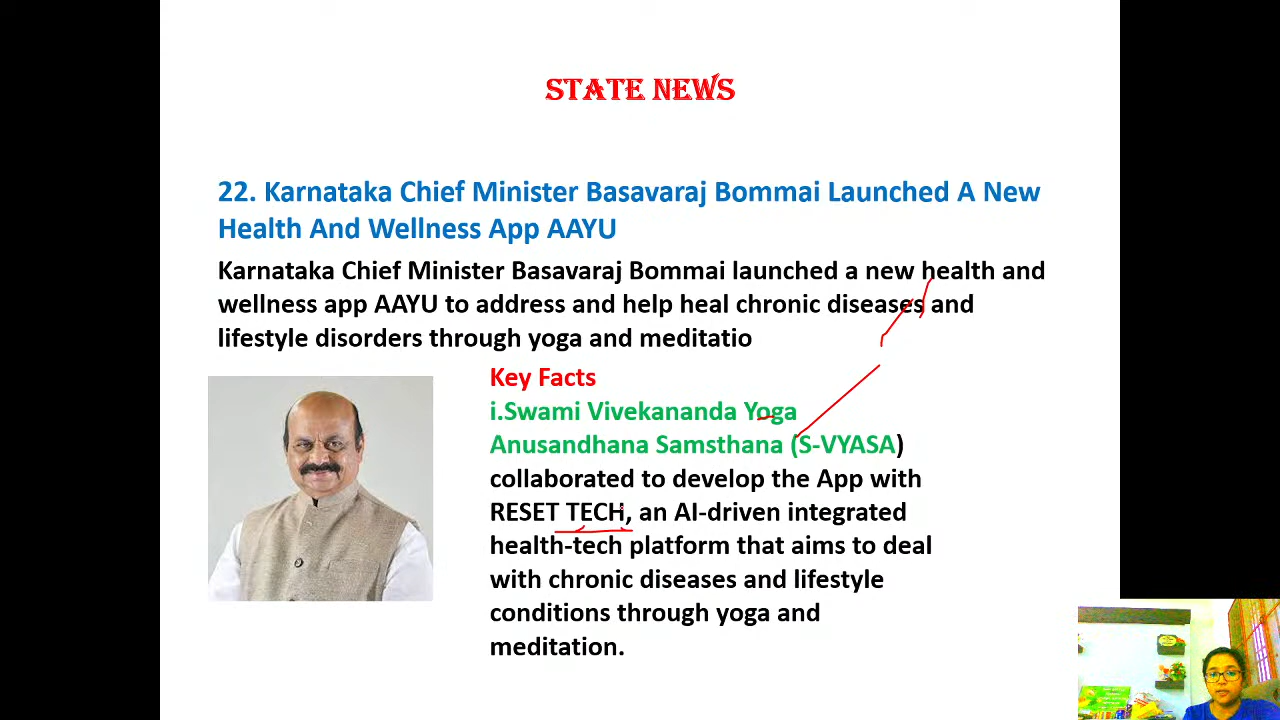 STATE NEWS
22. Karnataka Chief Minister Basavaraj Bommai Launched A New
Health And Wellness App AAYU
Karnataka Chief Minister Basavaraj Bommai launched a new health and
wellness app AAYU to address and help heal chronic diseases and
lifestyle disorders through yoga and meditatio
Key Facts
i.Swami Vivekananda Yoga
Anusandhana Samsthana (S-VYASA)
collaborated to develop the App with
RESET TECH, an AI-driven integrated
health-tech platform that aims to deal
with chronic diseases and lifestyle
conditions through yoga and
meditation.